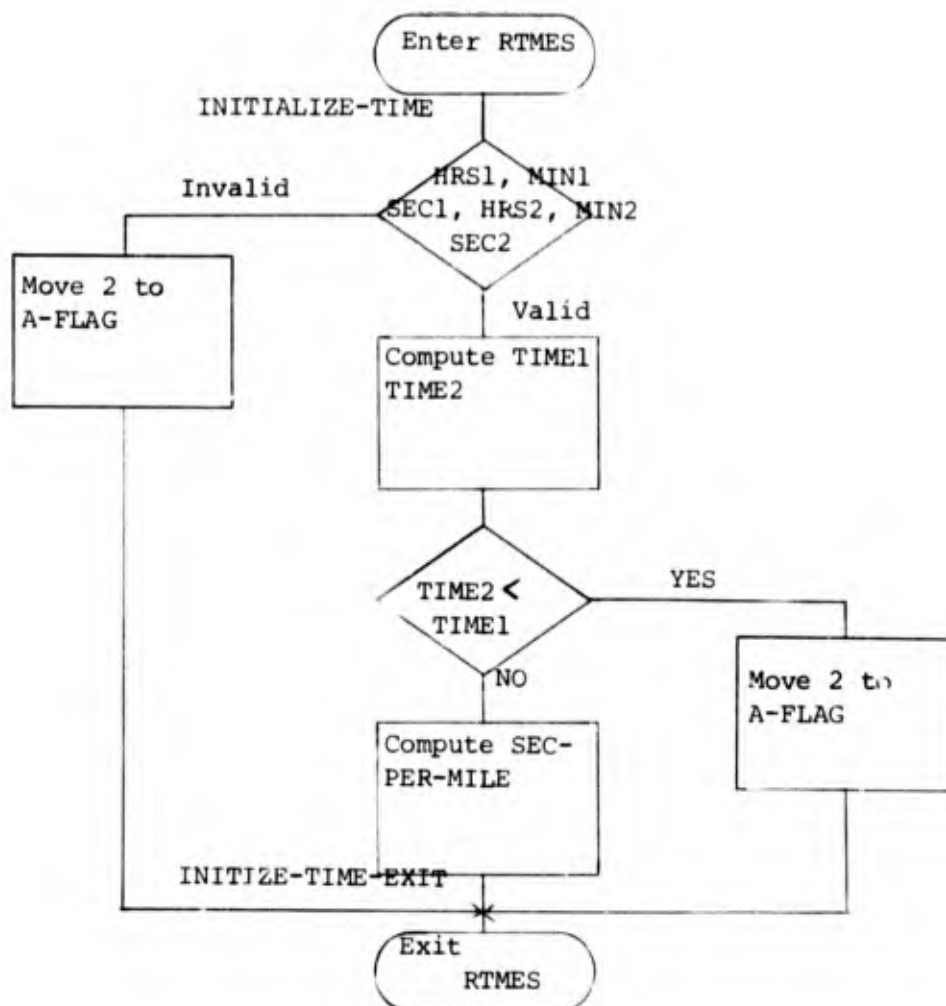 Enter RTMES
INITIALIZE-TIME
HRS1, MIN1
SEC1, HRS2, MIN2
SEC2
Invalid
Move 2 to
A-FLAG
Valid
Compute TIME1
TIME2
TIME2 <
TIME1
YES
Move 2 to
A-FLAG
NO
Compute SEC-
PER-MILE
INITIZE-TIME-EXIT
Exit
RTMES